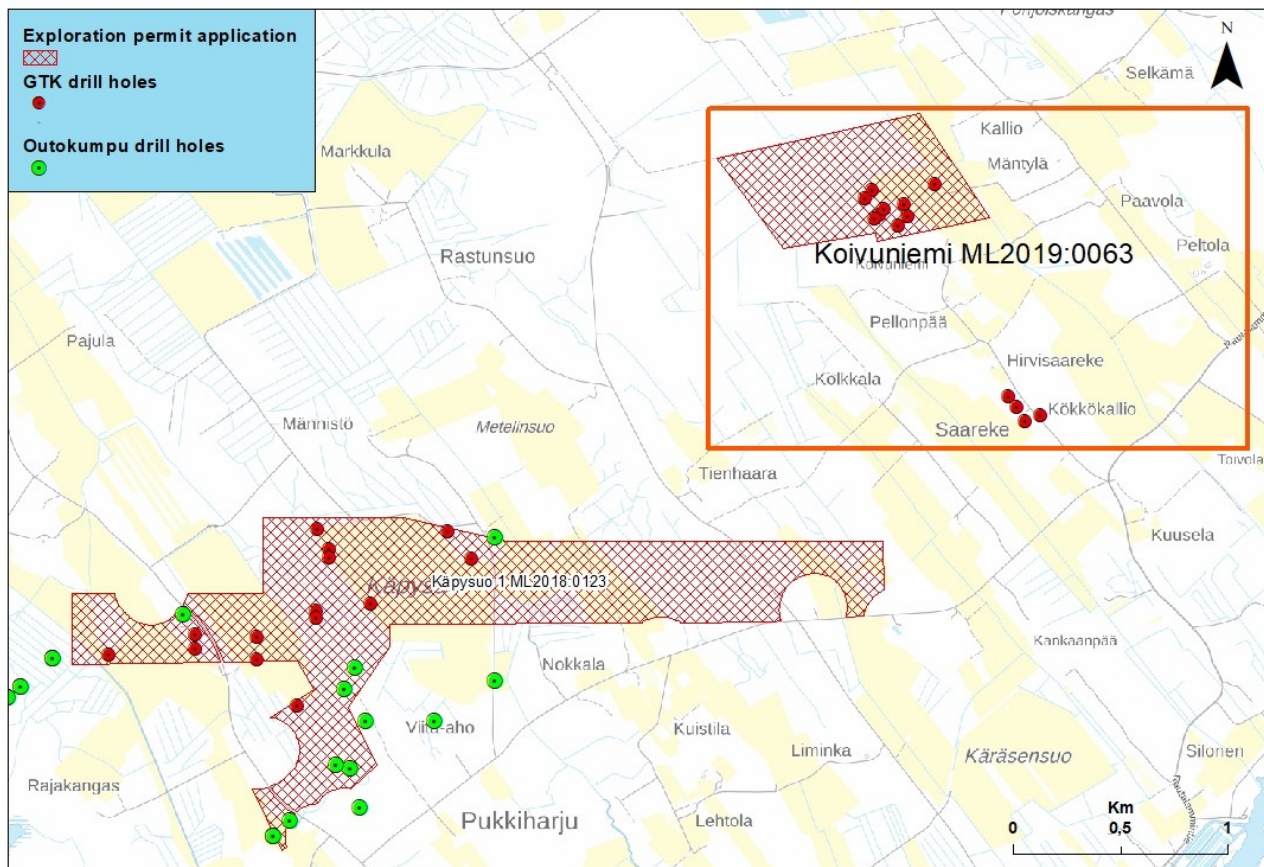 Exploration permit application
GTK drill holes
Outokumpu drill holes
Pohjoiskangas
N
Selkämä
Kallio
Mäntylä
Markkula
Paavola
Peltola
Rastunsuo
Koivuniemi ML2019:0063
Koivuniemi
Pellonpää
Pajula
Hirvisaareke
Kolkkala
Kökkökallio
Männistö
Metelinsuo
Saareke
Toivola
Tienhaara
Kuusela
Käpysuo 1 ML2018:0123
Kankaanpää
Nokkala
Viita-aho
Kuistila
Liminka
Käräsensuo
Silonen
Rajakangas
Km
Pukkiharju
Lehtola
0 0,5 1